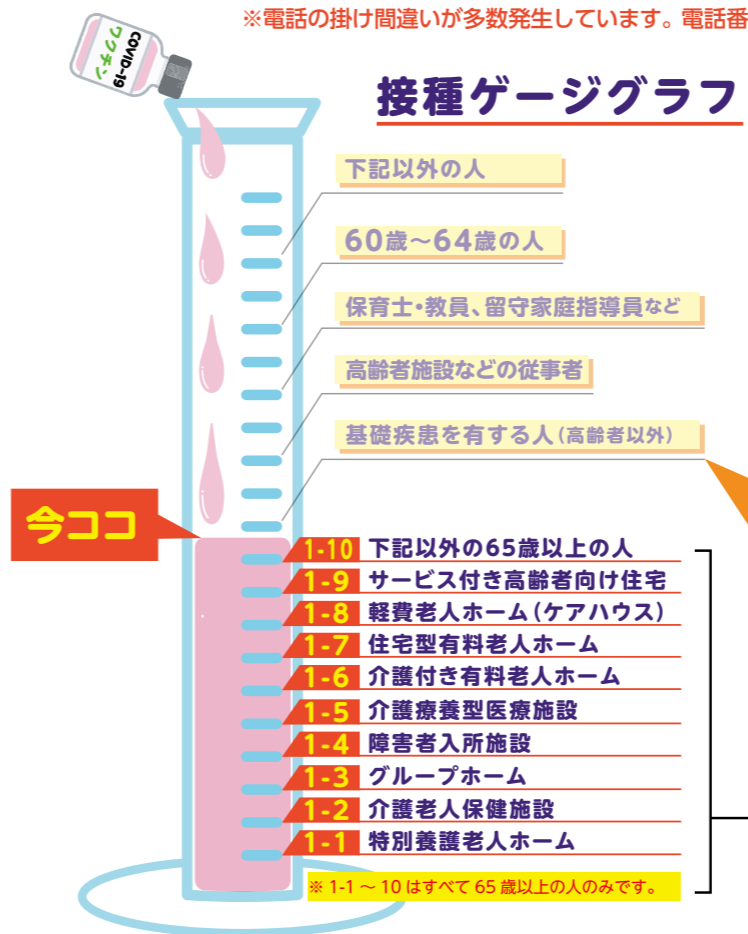 ※電話の掛け間違いが多数発生しています。電話番
COVID-19
ワクチン
接種ゲージグラフ
下記以外の人
60歳～64歳の人
保育士・教員、留守家庭指導員など
高齢者施設などの従事者
基礎疾患を有する人(高齢者以外)
今ココ
1-10 下記以外の65歳以上の人
1-9 サービス付き高齢者向け住宅
1-8 軽費老人ホーム(ケアハウス)
1-7 住宅型有料老人ホーム
1-6 介護付き有料老人ホーム
1-5 介護療養型医療施設
1-4 障害者入所施設
1-3 グループホーム
1-2 介護老人保健施設
1-1 特別養護老人ホーム
※ 1-1 ～ 10 はすべて 65 歳以上の人のみです。